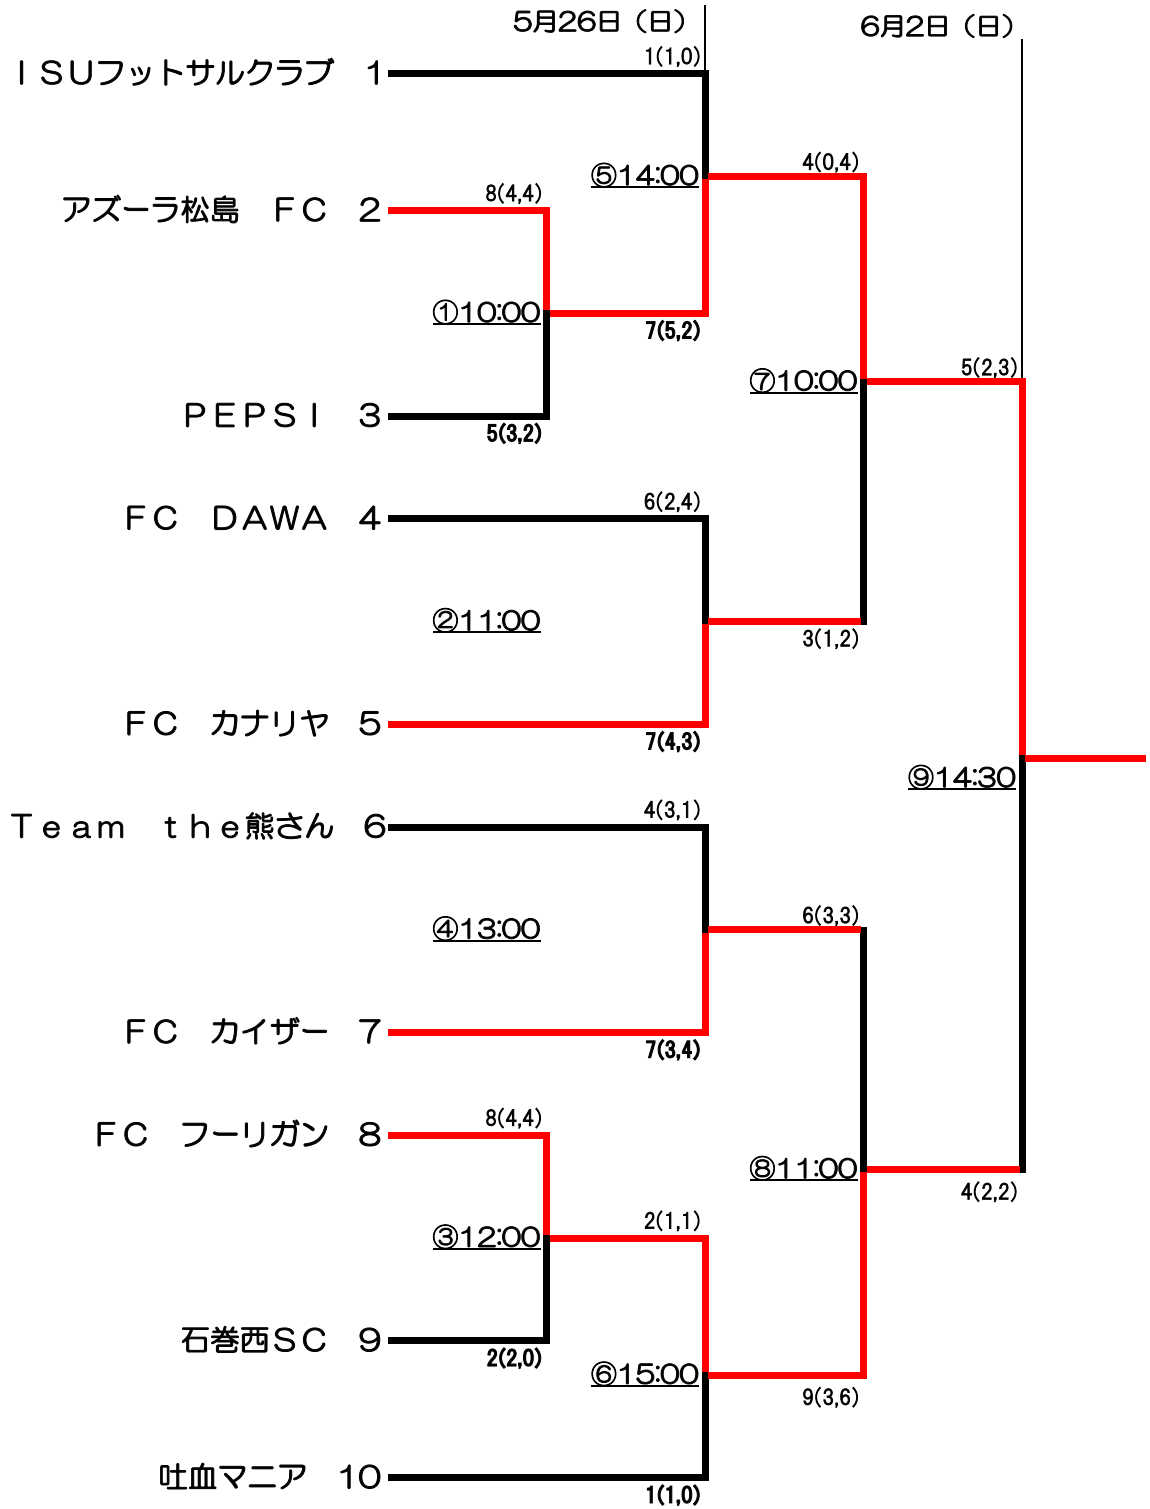 5月26日（日）
6月2日（日）
1(1,0)
ＩＳＵフットサルクラブ　1
4(0,4)
⑤14:00
8(4,4)
アズーラ松島　ＦＣ　2
①10:00
7(5,2)
5(2,3)
⑦10:00
ＰＥＰＳＩ　3
5(3,2)
6(2,4)
ＦＣ　ＤＡＷＡ　4
②11:00
3(1,2)
ＦＣ　カナリヤ　5
7(4,3)
⑨14:30
4(3,1)
Ｔｅａｍ　ｔｈｅ熊さん　6
6(3,3)
④13:00
ＦＣ　カイザー　7
7(3,4)
8(4,4)
ＦＣ　フーリガン　8
⑧11:00
4(2,2)
2(1,1)
③12:00
石巻西ＳＣ　9
2(2,0)
⑥15:00
9(3,6)
吐血マニア　10
1(1,0)